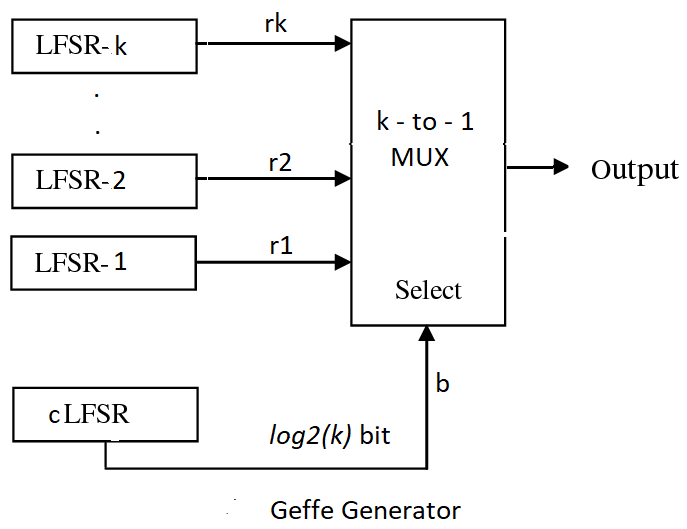 LFSR-k
rk
k - to - 1
MUX
LFSR-2
r2
Output
LFSR-1
r1
Select
b
cLFSR
log2(k) bit
Geffe Generator